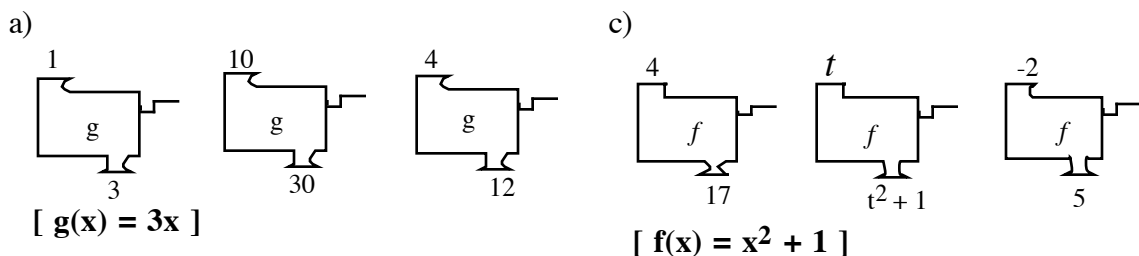 a)
1 10 4
g g g
3 30 12
[ g(x) = 3x ]
c)
4 t -2
f f f
17 t² + 1 5
[ f(x) = x² + 1 ]